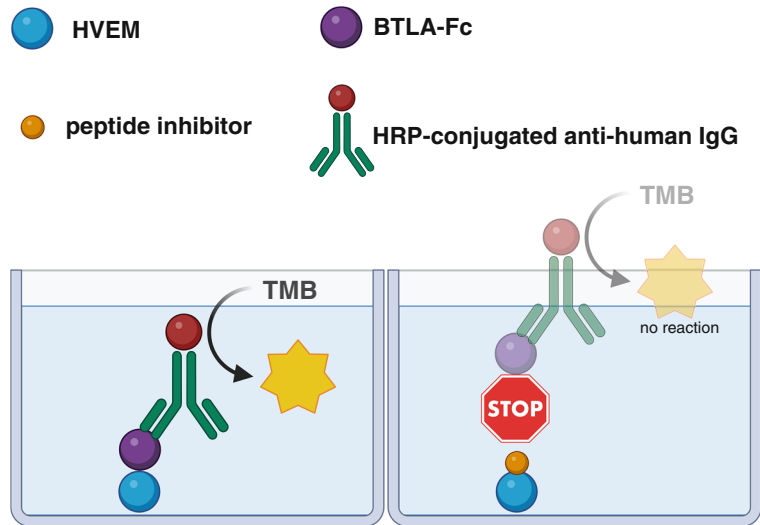 HVEM
BTLA-Fc
peptide inhibitor
HRP-conjugated anti-human IgG
TMB
TMB
no reaction
STOP